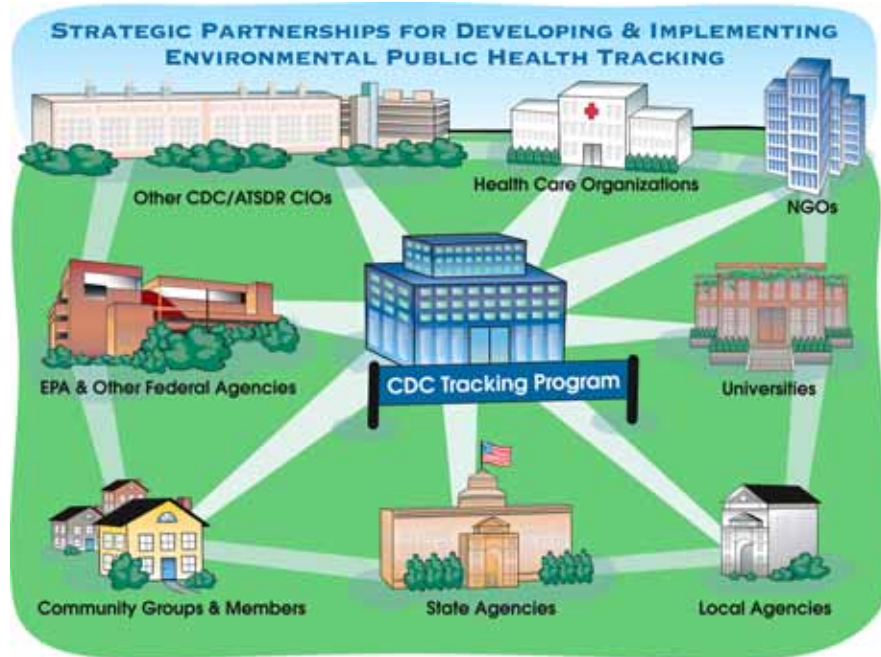 STRATEGIC PARTNERSHIPS FOR DEVELOPING & IMPLEMENTING
ENVIRONMENTAL PUBLIC HEALTH TRACKING
Other CDC/ATSDR CIOs
Health Care Organizations
NGOs
EPA & Other Federal Agencies
CDC Tracking Program
Universities
Community Groups & Members
State Agencies
Local Agencies